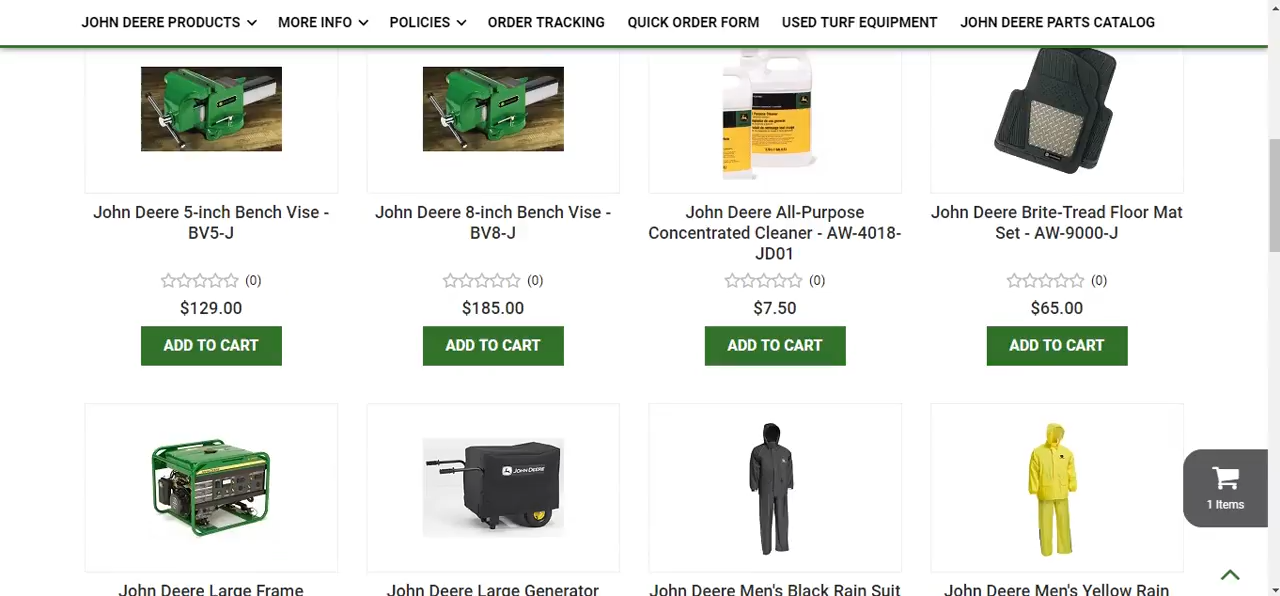 JOHN DEERE PRODUCTS MORE INFO POLICIES ORDER TRACKING QUICK ORDER FORM USED TURF EQUIPMENT JOHN DEERE PARTS CATALOG
John Deere 5-inch Bench Vise -
BV5-J
(0)
$129.00
ADD TO CART
John Deere 8-inch Bench Vise -
BV8-J
(0)
$185.00
ADD TO CART
John Deere All-Purpose
Concentrated Cleaner - AW-4018-
JD01
(0)
$7.50
ADD TO CART
John Deere Brite-Tread Floor Mat
Set - AW-9000-J
(0)
$65.00
ADD TO CART
JOHN DEERE
1 Items
John Deere Large Frame
John Deere Large Generator
John Deere Men's Black Rain Suit
John Deere Men's Yellow Rain